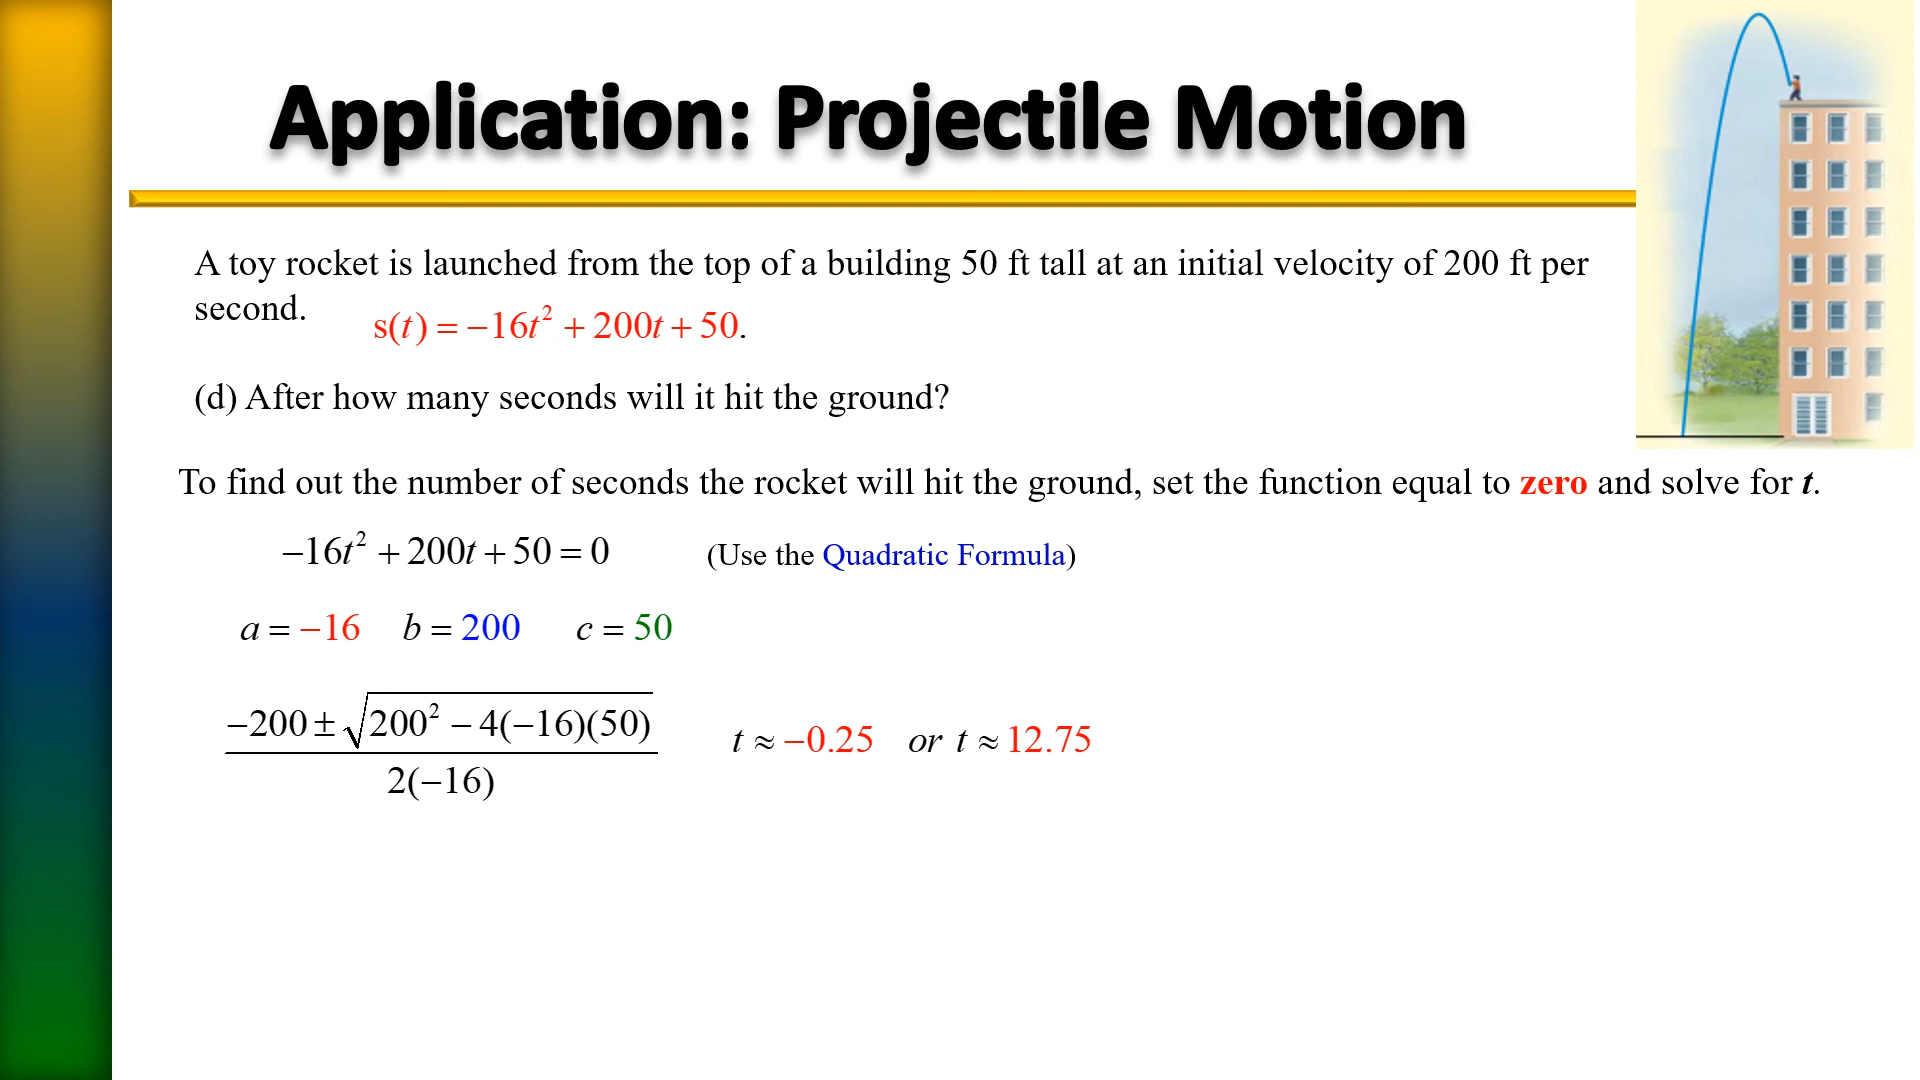 Application: Projectile Motion
A toy rocket is launched from the top of a building 50 ft tall at an initial velocity of 200 ft per
second.
s(t) = −16t² + 200t + 50.
(d) After how many seconds will it hit the ground?
To find out the number of seconds the rocket will hit the ground, set the function equal to zero and solve for t.
−16t² + 200t + 50 = 0 (Use the Quadratic Formula)
a = −16 b = 200 c = 50
−200 ± √200² − 4(−16)(50)
2(−16)
t ≈ −0.25 or t ≈ 12.75